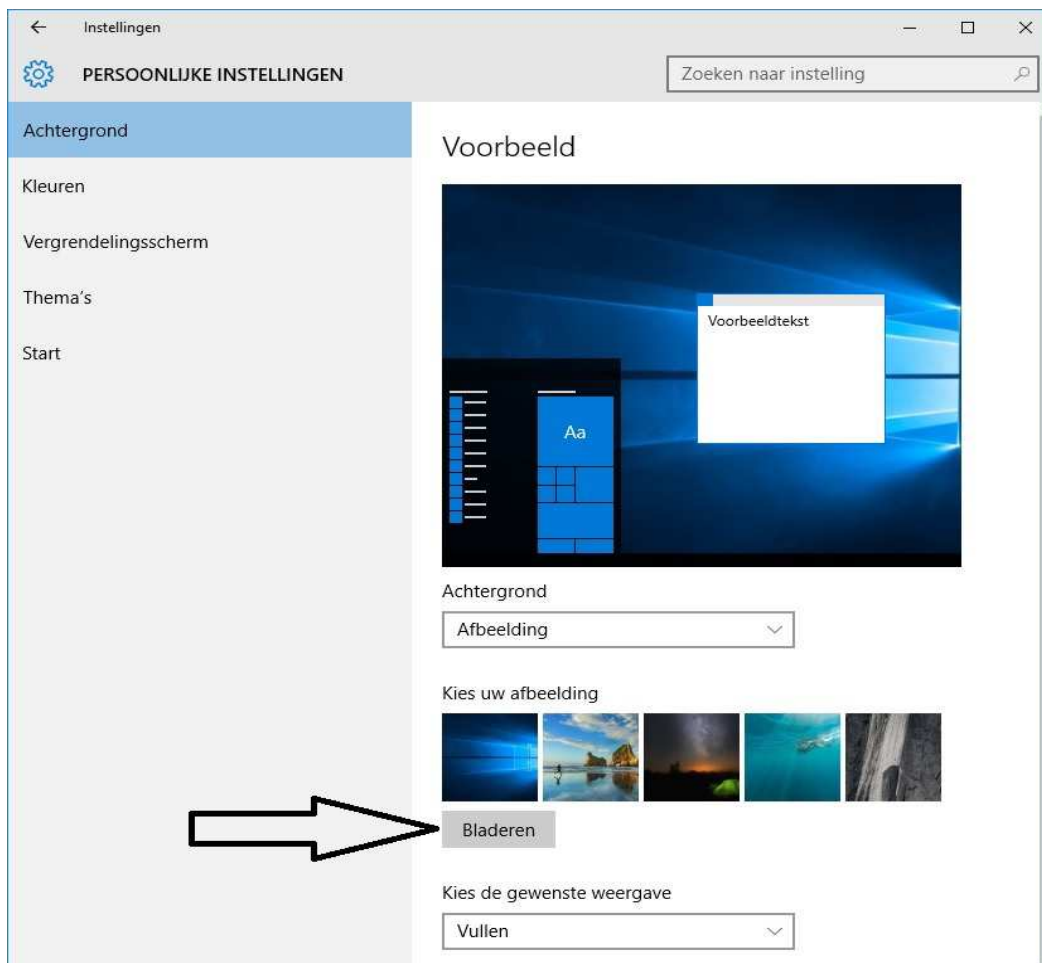 Instellingen
PERSOONLIJKE INSTELLINGEN
Zoeken naar instelling
Achtergrond
Kleuren
Vergrendelingsscherm
Thema's
Start
Voorbeeld
Voorbeeldtekst
Aa
Achtergrond
Afbeelding
Kies uw afbeelding
Bladeren
Kies de gewenste weergave
Vullen